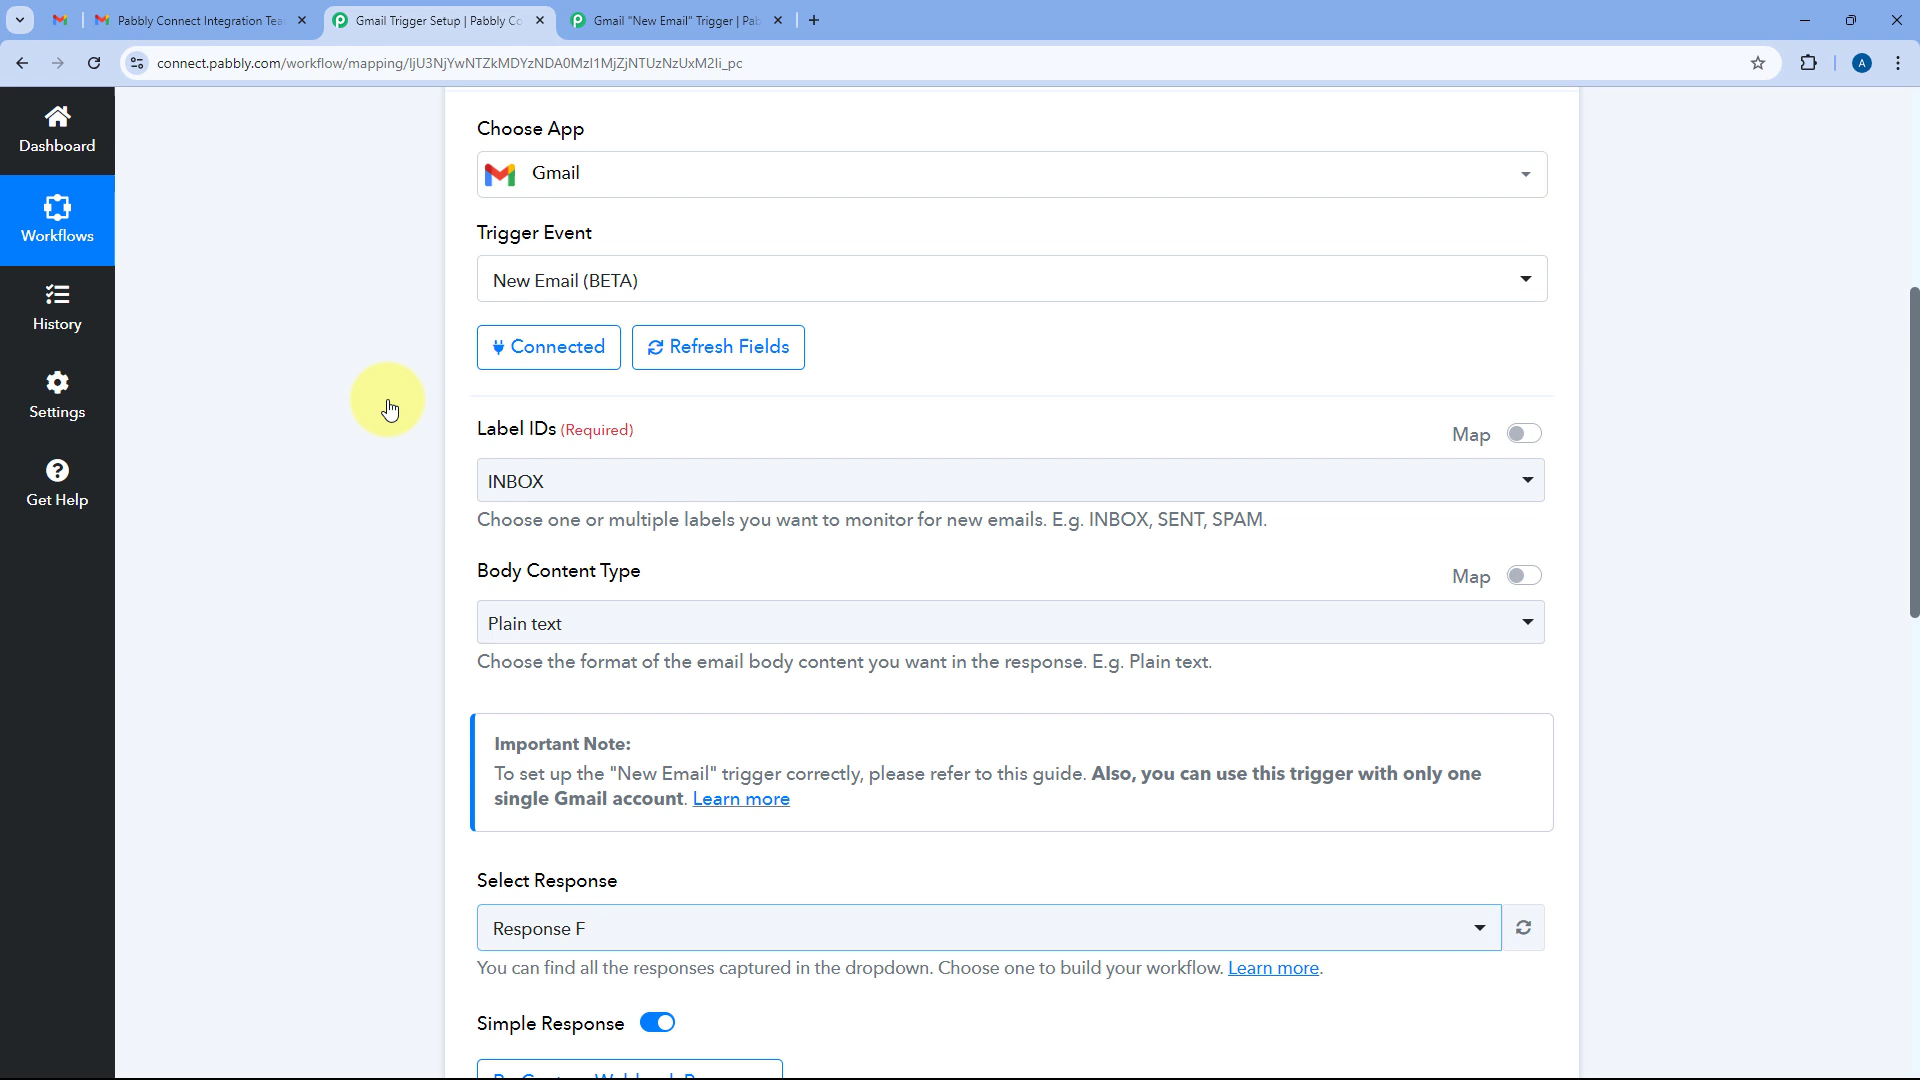 Pabbly Connect Integration Tea
Gmail Trigger Setup | Pabbly Co
Gmail "New Email" Trigger | Pab
connect.pabbly.com/workflow/mapping/IjU3NjYwNTZkMDYzNDA0MzI1MjZjNTUzNzUxM2Ii_pc
A
Dashboard
Workflows
History
Settings
Get Help
Choose App
Gmail
Trigger Event
New Email (BETA)
Connected
Refresh Fields
Label IDs (Required)
Map
INBOX
Choose one or multiple labels you want to monitor for new emails. E.g. INBOX, SENT, SPAM.
Body Content Type
Map
Plain text
Choose the format of the email body content you want in the response. E.g. Plain text.
Important Note:
To set up the "New Email" trigger correctly, please refer to this guide. Also, you can use this trigger with only one
single Gmail account. Learn more
Select Response
Response F
You can find all the responses captured in the dropdown. Choose one to build your workflow. Learn more.
Simple Response